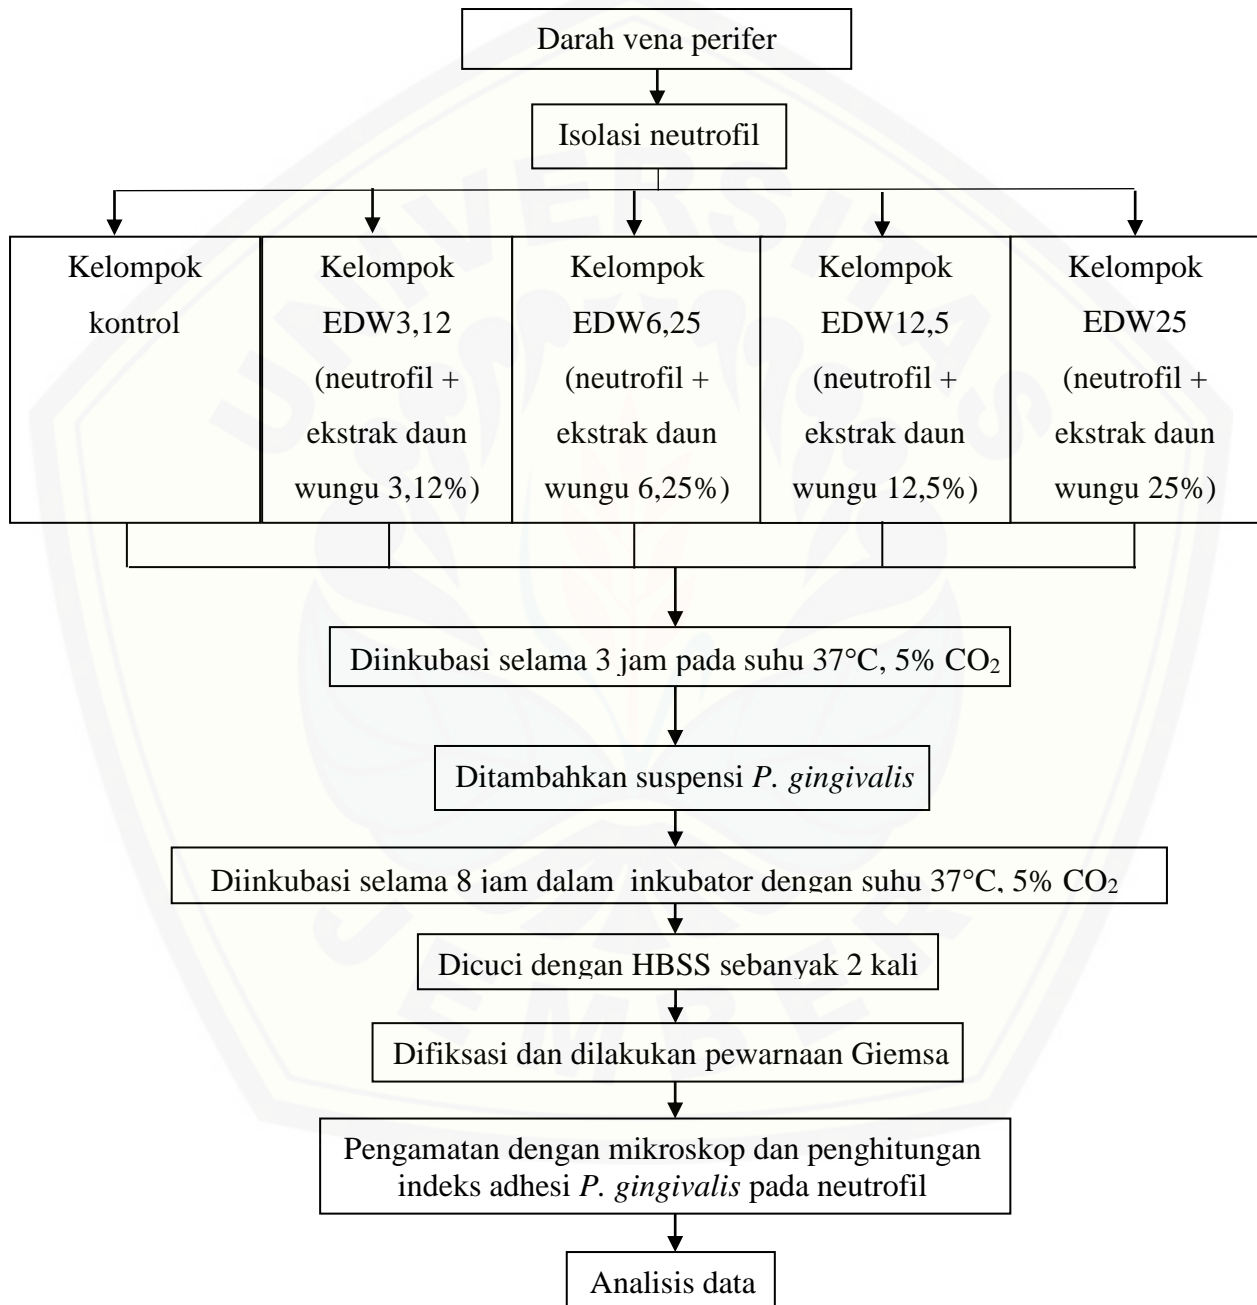 Darah vena perifer
Isolasi neutrofil
Kelompok
kontrol
Kelompok
EDW3,12
(neutrofil +
ekstrak daun
wungu 3,12%)
Kelompok
EDW6,25
(neutrofil +
ekstrak daun
wungu 6,25%)
Kelompok
EDW12,5
(neutrofil +
ekstrak daun
wungu 12,5%)
Kelompok
EDW25
(neutrofil +
ekstrak daun
wungu 25%)
Diinkubasi selama 3 jam pada suhu 37°C, 5% CO₂
Ditambahkan suspensi P. gingivalis
Diinkubasi selama 8 jam dalam inkubator dengan suhu 37°C, 5% CO₂
Dicuci dengan HBSS sebanyak 2 kali
Difiksasi dan dilakukan pewarnaan Giemsa
Pengamatan dengan mikroskop dan penghitungan
indeks adhesi P. gingivalis pada neutrofil
Analisis data
UNIVERSITAS
JEMBER